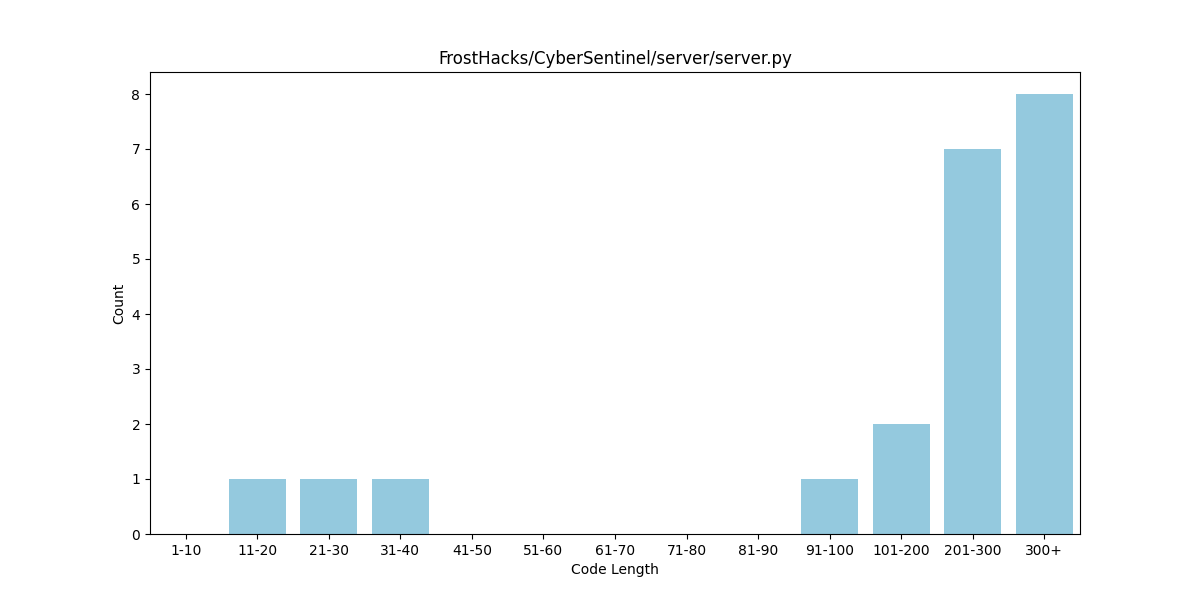 FrostHacks/CyberSentinel/server/server.py
8
7
6
5
4
3
2
1
0
Count
1-10 11-20 21-30 31-40 41-50 51-60 61-70 71-80 81-90 91-100 101-200 201-300 300+
Code Length